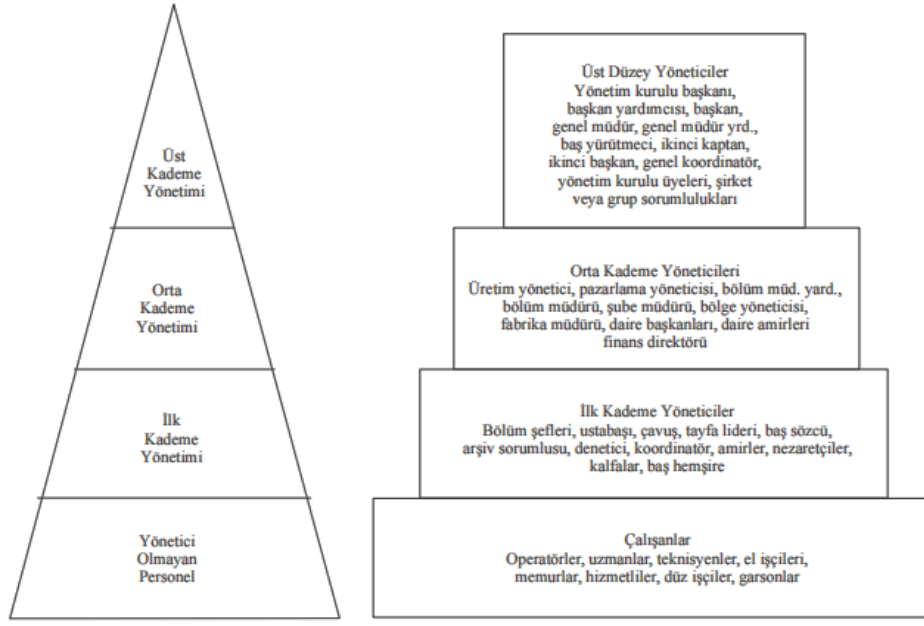 Üst
Kademe
Yönetimi
Orta
Kademe
Yönetimi
İlk
Kademe
Yönetimi
Yönetici
Olmayan
Personel
Üst Düzey Yöneticiler
Yönetim kurulu başkanı,
başkan yardımcısı, başkan,
genel müdür, genel müdür yrd.,
baş yürütmeci, ikinci kaptan,
ikinci başkan, genel koordinatör,
yönetim kurulu üyeleri, şirket
veya grup sorumlulukları
Orta Kademe Yöneticileri
Üretim yönetici, pazarlama yöneticisi, bölüm müd. yard.,
bölüm müdürü, şube müdürü, bölge yöneticisi,
fabrika müdürü, daire başkanları, daire amirleri
finans direktörü
İlk Kademe Yöneticiler
Bölüm şefleri, ustabaşı, çavuş, tayfa lideri, baş sözcü,
arşiv sorumlusu, denetici, koordinatör, amirler, nezaretçiler,
kalfalar, baş hemşire
Çalışanlar
Operatörler, uzmanlar, teknisyenler, el işçileri,
memurlar, hizmetliler, düz işçiler, garsonlar